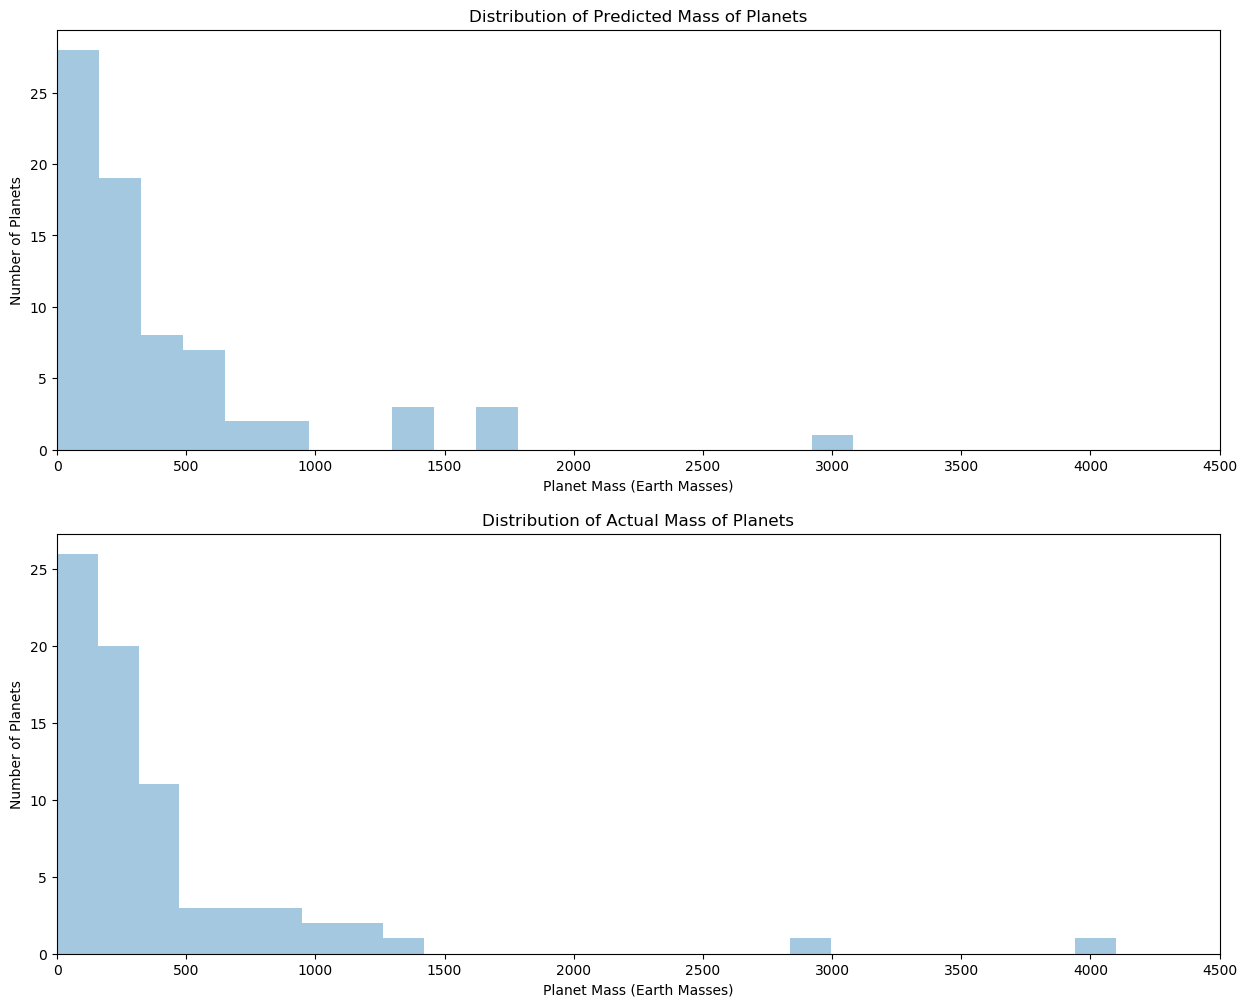 Distribution of Predicted Mass of Planets
25
20
15
10
5
0
Number of Planets
0 500 1000 1500 2000 2500 3000 3500 4000 4500
Planet Mass (Earth Masses)
Distribution of Actual Mass of Planets
25
20
15
10
5
0
Number of Planets
0 500 1000 1500 2000 2500 3000 3500 4000 4500
Planet Mass (Earth Masses)